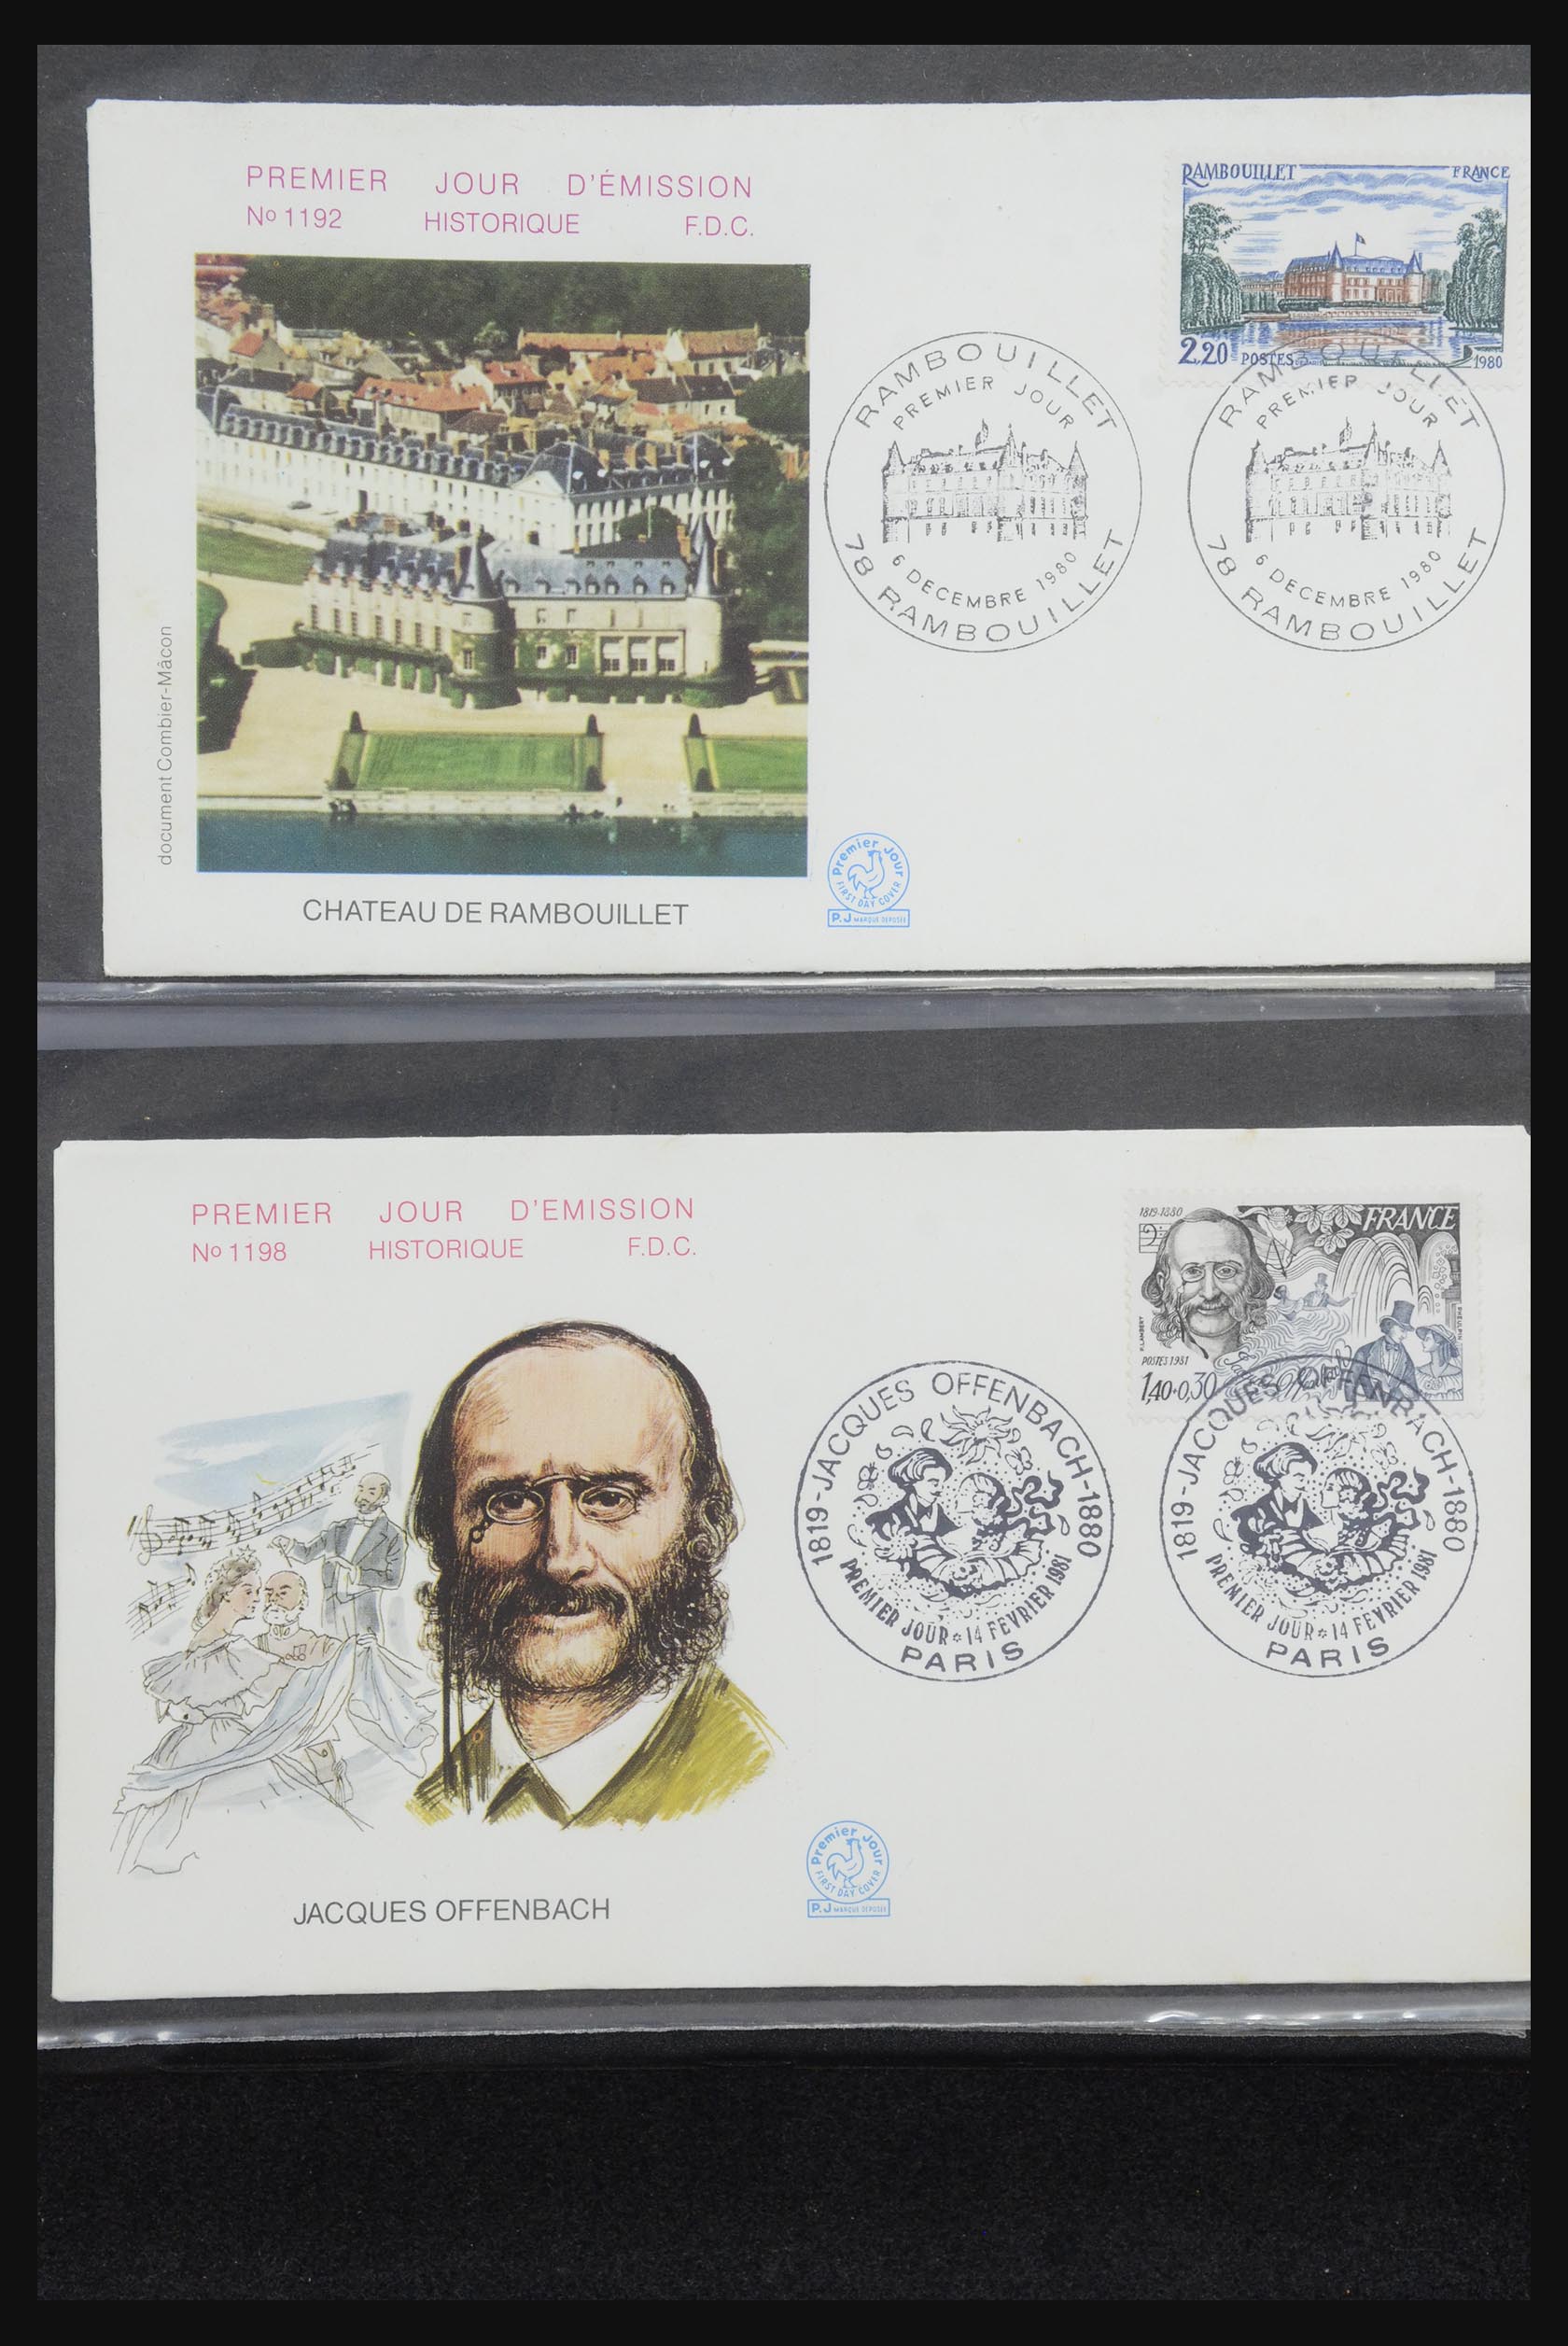 PREMIER JOUR D'ÉMISSION
Nº 1192 HISTORIQUE F.D.C.
document Combier-Mâcon
CHATEAU DE RAMBOUILLET
RAMBOUILLET FRANCE
2,20 POSTES 1980
RAMBOUILLET
PREMIER JOUR
6 DECEMBRE 1980
78 RAMBOUILLET
RAMBOUILLET
PREMIER JOUR
6 DECEMBRE 1980
78 RAMBOUILLET
Premier Jour
FIRST DAY COVER
P.J MARQUE DÉPOSÉE
PREMIER JOUR D'EMISSION
Nº 1198 HISTORIQUE F.D.C.
JACQUES OFFENBACH
1819-1880 FRANCE
POSTES 1981
1,40+0,30
1819-JACQUES OFFENBACH-1880
PREMIER JOUR * 14 FEVRIER 1981
PARIS
1819-JACQUES OFFENBACH-1880
PREMIER JOUR * 14 FEVRIER 1981
PARIS
Premier Jour
FIRST DAY COVER
P.J MARQUE DÉPOSÉE